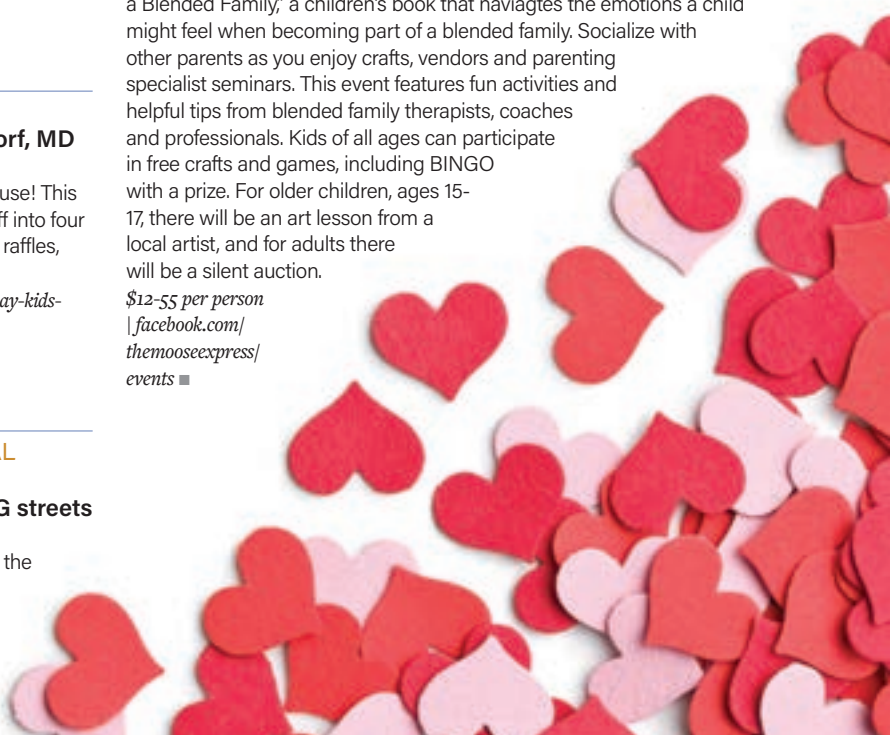 orf, MD
use! This
ff into four
raffles,
ay-kids-
L
G streets
the
a Blended Family,” a children’s book that naviagtes the emotions a child
might feel when becoming part of a blended family. Socialize with
other parents as you enjoy crafts, vendors and parenting
specialist seminars. This event features fun activities and
helpful tips from blended family therapists, coaches
and professionals. Kids of all ages can participate
in free crafts and games, including BINGO
with a prize. For older children, ages 15-
17, there will be an art lesson from a
local artist, and for adults there
will be a silent auction.
$12-55 per person
| facebook.com/
themooseexpress/
events ■